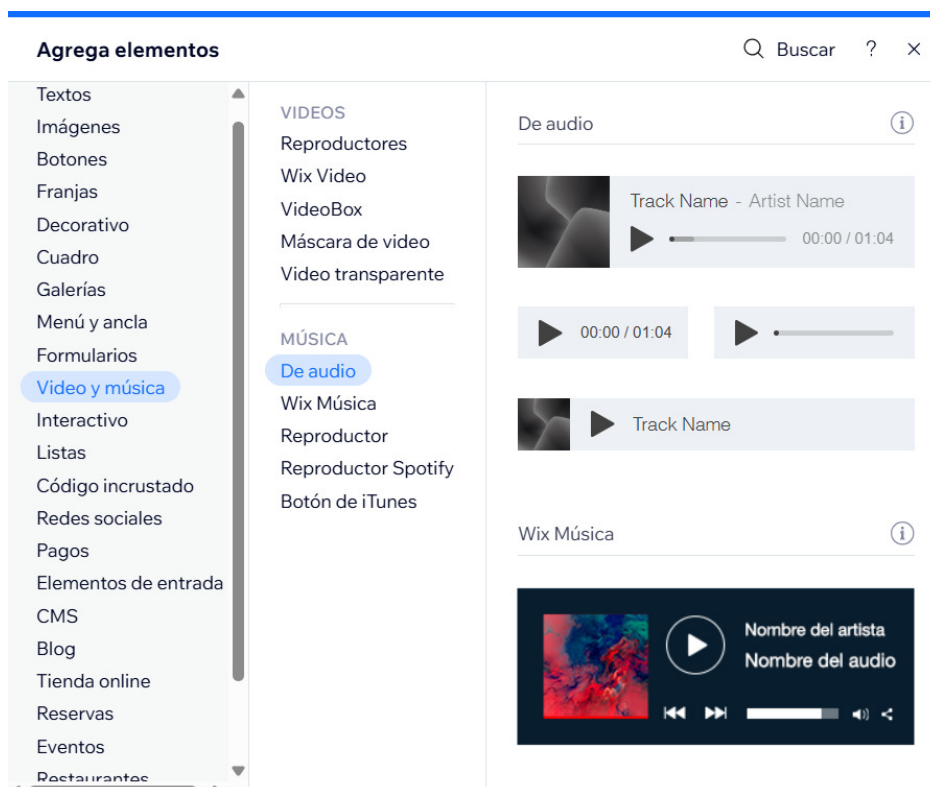 Agrega elementos
Buscar ?
Textos
Imágenes
Botones
Franjas
Decorativo
Cuadro
Galerías
Menú y ancla
Formularios
Video y música
Interactivo
Listas
Código incrustado
Redes sociales
Pagos
Elementos de entrada
CMS
Blog
Tienda online
Reservas
Eventos
Restaurantes
VIDEOS
Reproductores
Wix Video
VideoBox
Máscara de video
Video transparente
MÚSICA
De audio
Wix Música
Reproductor
Reproductor Spotify
Botón de iTunes
De audio
Track Name - Artist Name
00:00 / 01:04
00:00 / 01:04
Track Name
Wix Música
Nombre del artista
Nombre del audio